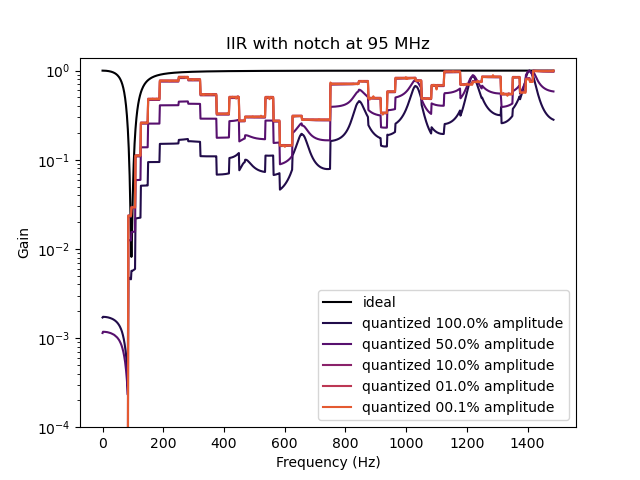 IIR with notch at 95 MHz
10⁰
10⁻¹
10⁻²
10⁻³
10⁻⁴
Gain
0 200 400 600 800 1000 1200 1400
Frequency (Hz)
ideal
quantized 100.0% amplitude
quantized 50.0% amplitude
quantized 10.0% amplitude
quantized 01.0% amplitude
quantized 00.1% amplitude